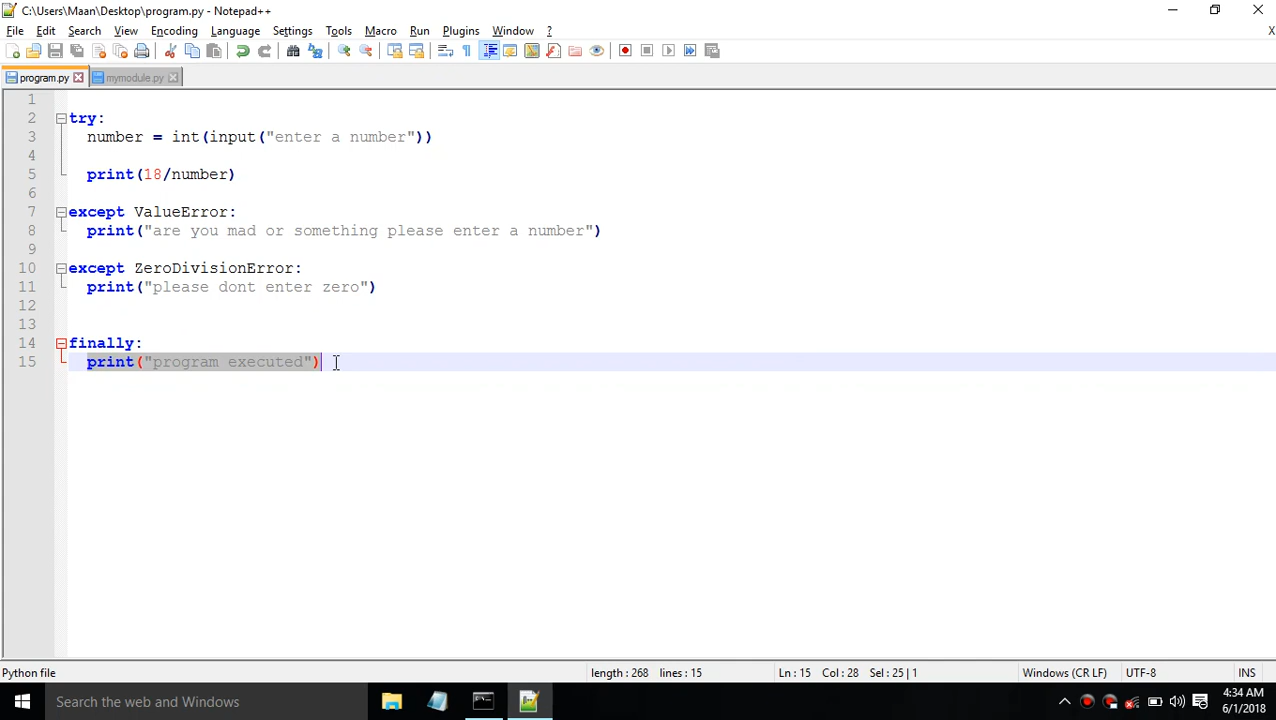 C:\Users\Maan\Desktop\program.py - Notepad++
File Edit Search View Encoding Language Settings Tools Macro Run Plugins Window ? X
program.py mymodule.py
1
2 try:
3 number = int(input("enter a number"))
4
5 print(18/number)
6
7 except ValueError:
8 print("are you mad or something please enter a number")
9
10 except ZeroDivisionError:
11 print("please dont enter zero")
12
13
14 finally:
15 print("program executed")
Python file length : 268 lines : 15 Ln : 15 Col : 28 Sel : 25 | 1 Windows (CR LF) UTF-8 INS
Search the web and Windows
4:34 AM
6/1/2018